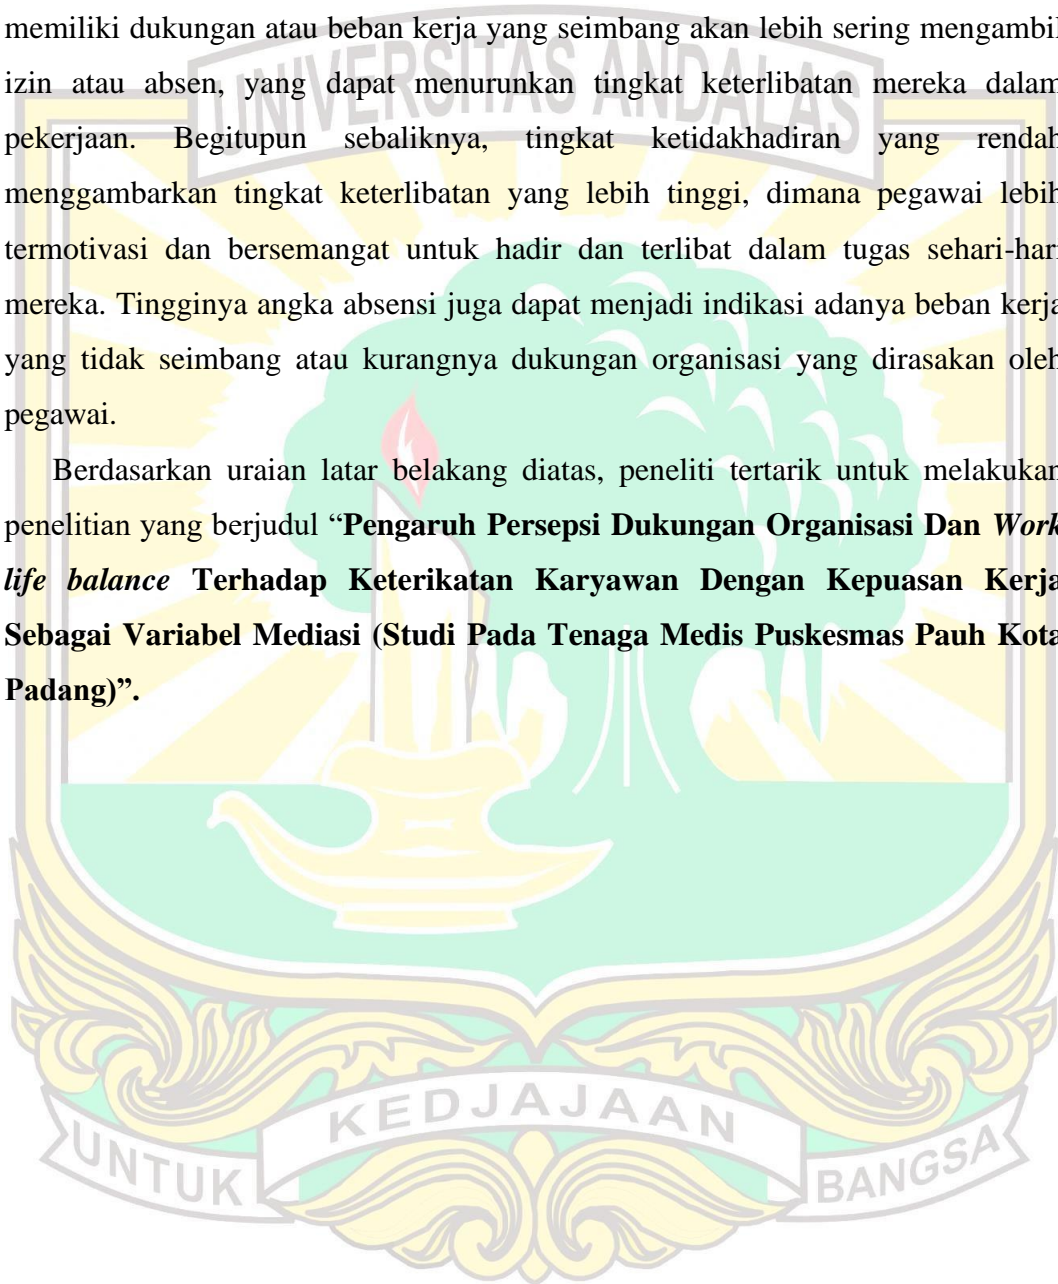 memiliki dukungan atau beban kerja yang seimbang akan lebih sering mengambil
izin atau absen, yang dapat menurunkan tingkat keterlibatan mereka dalam
pekerjaan. Begitupun sebaliknya, tingkat ketidakhadiran yang rendah
menggambarkan tingkat keterlibatan yang lebih tinggi, dimana pegawai lebih
termotivasi dan bersemangat untuk hadir dan terlibat dalam tugas sehari-hari
mereka. Tingginya angka absensi juga dapat menjadi indikasi adanya beban kerja
yang tidak seimbang atau kurangnya dukungan organisasi yang dirasakan oleh
pegawai.
Berdasarkan uraian latar belakang diatas, peneliti tertarik untuk melakukan
penelitian yang berjudul “Pengaruh Persepsi Dukungan Organisasi Dan Work
life balance Terhadap Keterikatan Karyawan Dengan Kepuasan Kerja
Sebagai Variabel Mediasi (Studi Pada Tenaga Medis Puskesmas Pauh Kota
Padang)”.
UNIVERSITAS ANDALAS
UNTUK KEDJAJAAN BANGSA